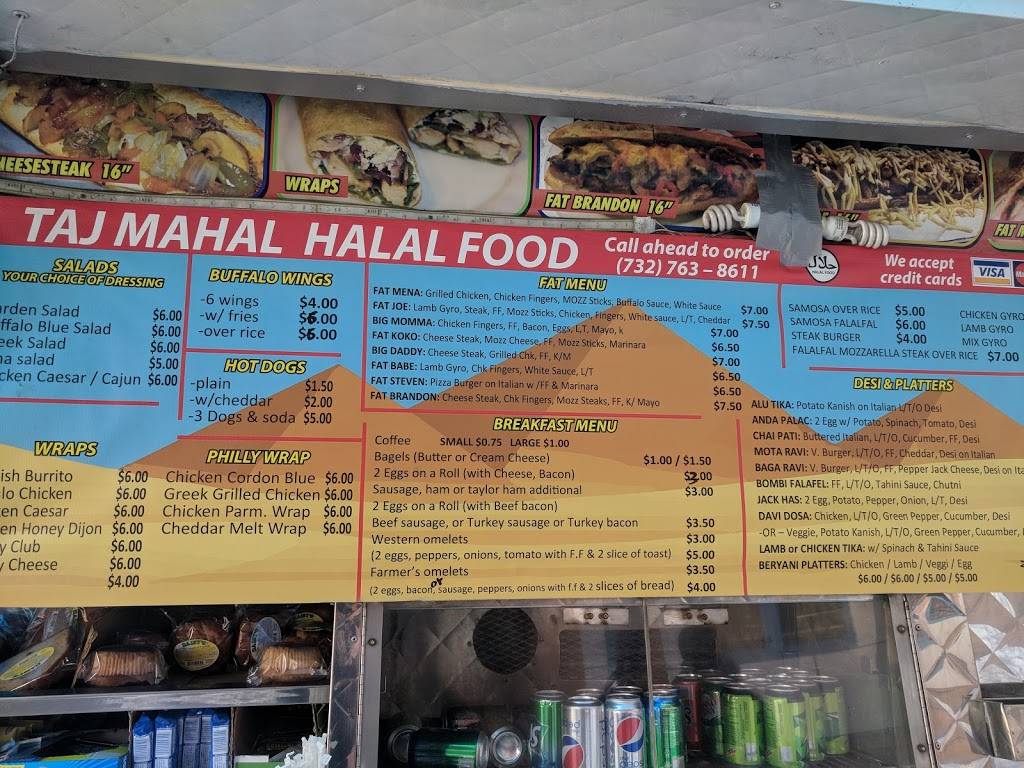 HEESESTEAK 16"
WRAPS
FAT BRANDON 16"
FAT
TAJ MAHAL HALAL FOOD
Call ahead to order
(732) 763 – 8611
حلال
HALAL FOOD
We accept
credit cards
VISA
SALADS
YOUR CHOICE OF DRESSING
arden Salad $6.00
ffalo Blue Salad $6.00
eek Salad $6.00
na salad $5.00
cken Caesar / Cajun $6.00
BUFFALO WINGS
-6 wings $4.00
-w/ fries $6.00
-over rice $6.00
HOT DOGS
-plain $1.50
-w/cheddar $2.00
-3 Dogs & soda $5.00
WRAPS
ish Burrito $6.00
lo Chicken $6.00
en Caesar $6.00
en Honey Dijon $6.00
y Club $6.00
y Cheese $6.00
$4.00
PHILLY WRAP
Chicken Cordon Blue $6.00
Greek Grilled Chicken $6.00
Chicken Parm. Wrap $6.00
Cheddar Melt Wrap $6.00
FAT MENU
FAT MENA: Grilled Chicken, Chicken Fingers, MOZZ Sticks, Buffalo Sauce, White Sauce $7.00
FAT JOE: Lamb Gyro, Steak, FF, Mozz Sticks, Chicken, Fingers, White sauce, L/T, Cheddar $7.50
BIG MOMMA: Chicken Fingers, FF, Bacon, Eggs, L,T, Mayo, k $7.00
FAT KOKO: Cheese Steak, Mozz Cheese, FF, Mozz Sticks, Marinara $6.50
BIG DADDY: Cheese Steak, Grilled Chk, FF, K/M $7.00
FAT BABE: Lamb Gyro, Chk Fingers, White Sauce, L/T $6.50
FAT STEVEN: Pizza Burger on Italian w /FF & Marinara $6.50
FAT BRANDON: Cheese Steak, Chk Fingers, Mozz Steaks, FF, K/ Mayo $7.50
BREAKFAST MENU
Coffee SMALL $0.75 LARGE $1.00
Bagels (Butter or Cream Cheese) $1.00 / $1.50
2 Eggs on a Roll (with Cheese, Bacon) $2.00
Sausage, ham or taylor ham additional $3.00
2 Eggs on a Roll (with Beef bacon)
Beef sausage, or Turkey sausage or Turkey bacon $3.50
Western omelets $3.00
(2 eggs, peppers, onions, tomato with F.F & 2 slice of toast) $5.00
Farmer's omelets $3.50
or
(2 eggs, bacon, sausage, peppers, onions with f.f & 2 slices of bread) $4.00
SAMOSA OVER RICE $5.00
SAMOSA FALALFAL $6.00
STEAK BURGER $4.00
FALALFAL MOZZARELLA STEAK OVER RICE $7.00
CHICKEN GYRO
LAMB GYRO
MIX GYRO
DESI & PLATTERS
ALU TIKA: Potato Kanish on Italian L/T/O Desi
ANDA PALAC: 2 Egg w/ Potato, Spinach, Tomato, Desi
CHAI PATI: Buttered Italian, L/T/O, Cucumber, FF, Desi
MOTA RAVI: V. Burger, L/T/O, FF, Cheddar, Desi on Italian
BAGA RAVI: V. Burger, L/T/O, FF, Pepper Jack Cheese, Desi on Ita
BOMBI FALAFEL: FF, L/T/O, Tahini Sauce, Chutni
JACK HAS: 2 Egg, Potato, Pepper, Onion, L/T, Desi
DAVI DOSA: Chicken, L/T/O, Green Pepper, Cucumber, Desi
-OR – Veggie, Potato Kanish, L/T/O, Green Pepper, Cucumber,
LAMB or CHICKEN TIKA: w/ Spinach & Tahini Sauce
BERYANI PLATTERS: Chicken / Lamb / Veggi / Egg
$6.00 / $6.00 / $5.00 / $5.00
pepsi